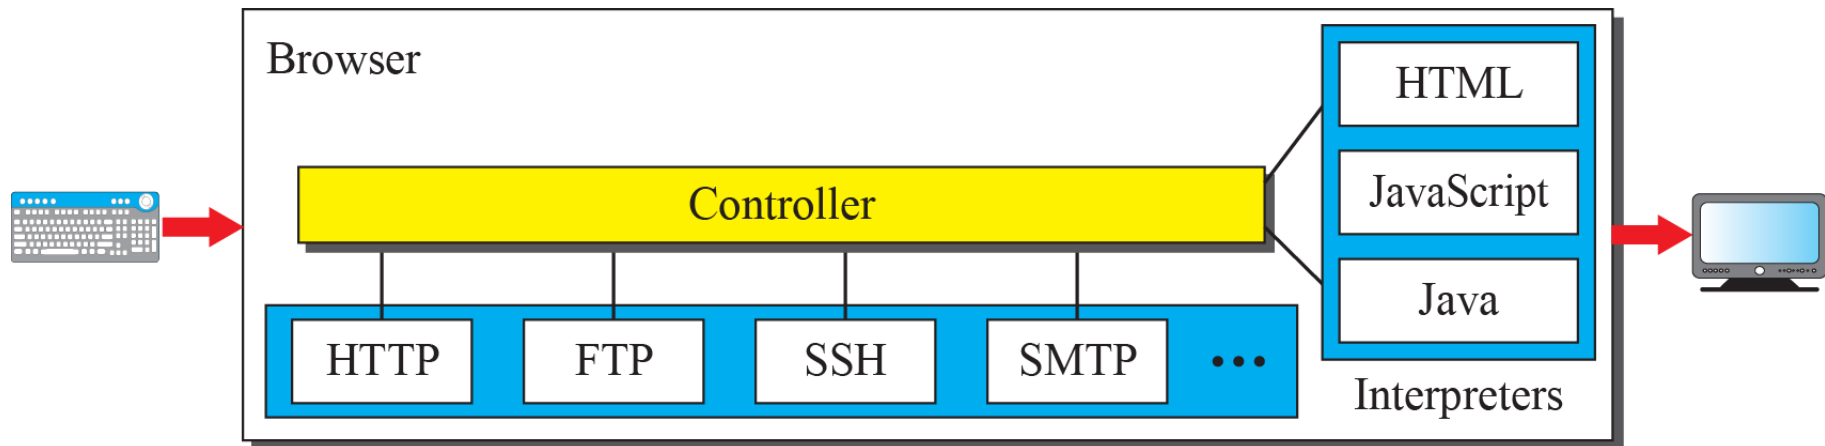 Browser
Controller
HTTP
FTP
SSH
SMTP
...
HTML
JavaScript
Java
Interpreters